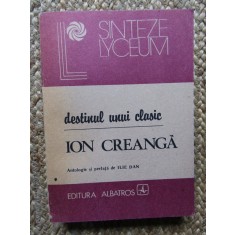 SINTEZE
LYCEUM
destinul unui clasic
ION CREANGĂ
Antologie și prefață de ILIE DAN
EDITURA ALBATROS